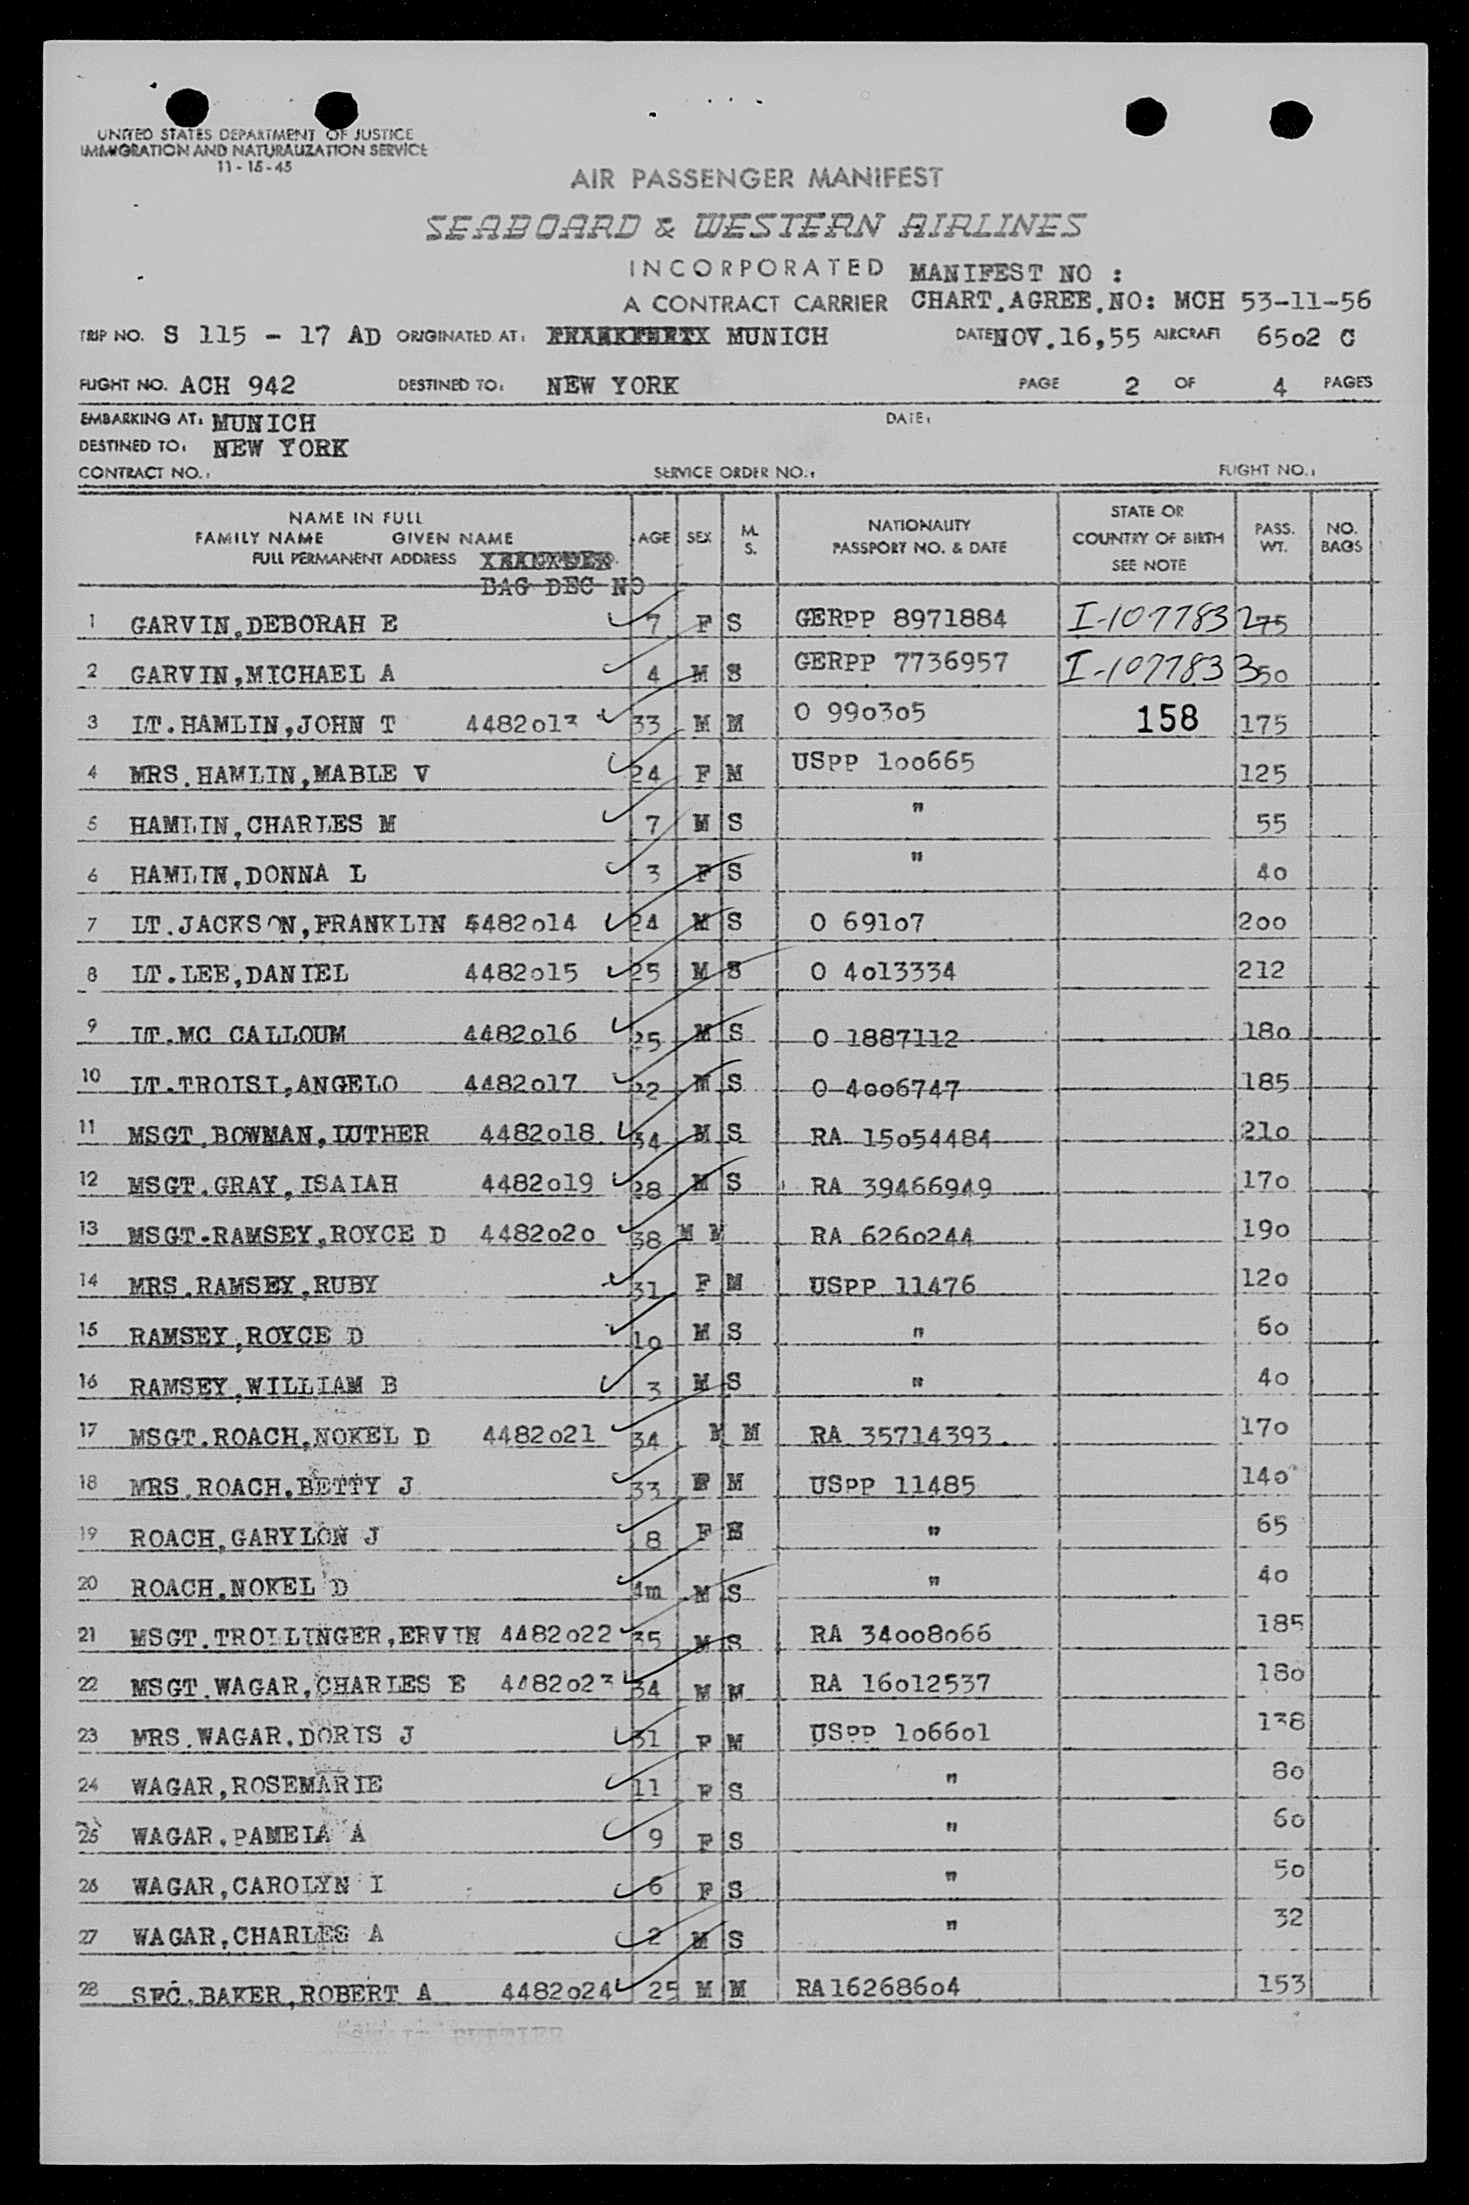 UNITED STATES DEPARTMENT OF JUSTICE
IMMIGRATION AND NATURALIZATION SERVICE
11-15-45
AIR PASSENGER MANIFEST
SEABOARD & WESTERN AIRLINES
INCORPORATED MANIFEST NO :
A CONTRACT CARRIER CHART.AGREE.NO: MCH 53-11-56
TRIP NO. S 115 - 17 AD ORIGINATED AT: MUNICH DATE NOV.16,55 AIRCRAFT 6502 C
FLIGHT NO. ACH 942 DESTINED TO: NEW YORK PAGE 2 OF 4 PAGES
EMBARKING AT: MUNICH DATE:
DESTINED TO: NEW YORK
CONTRACT NO.: SERVICE ORDER NO.: FLIGHT NO.:
NAME IN FULL
FAMILY NAME GIVEN NAME
FULL PERMANENT ADDRESS
BAG DEC NO
AGE SEX M. S. NATIONALITY PASSPORT NO. & DATE STATE OR COUNTRY OF BIRTH SEE NOTE PASS. WT. NO. BAGS
1 GARVIN,DEBORAH E 7 F S GERPP 8971884 I-1077832 75
2 GARVIN,MICHAEL A 4 M S GERPP 7736957 I-1077833 50
3 LT.HAMLIN,JOHN T 4482013 33 M M O 990305 158 175
4 MRS.HAMLIN,MABLE V 24 F M USPP 100665 125
5 HAMLIN,CHARLES M 7 M S " 55
6 HAMLIN,DONNA L 3 F S " 40
7 LT.JACKSON,FRANKLIN 4482014 24 M S O 69107 200
8 LT.LEE,DANIEL 4482015 25 M S O 4013334 212
9 LT.MC CALLOUM 4482016 25 M S O 1887112 180
10 LT.TROISI,ANGELO 4482017 22 M S O 4006747 185
11 MSGT.BOWMAN,LUTHER 4482018 34 M S RA 15054484 210
12 MSGT.GRAY,ISAIAH 4482019 28 M S RA 39466949 170
13 MSGT.RAMSEY,ROYCE D 4482020 38 M M RA 6260244 190
14 MRS.RAMSEY,RUBY 31 F M USPP 11476 120
15 RAMSEY,ROYCE D 10 M S " 60
16 RAMSEY,WILLIAM B 3 M S " 40
17 MSGT.ROACH,NOKEL D 4482021 34 M M RA 35714393. 170
18 MRS.ROACH,BETTY J 33 F M USPP 11485 140
19 ROACH,GARYLON J 8 F " 65
20 ROACH,NOKEL D 4m M S " 40
21 MSGT.TROLLINGER,ERVIN 4482022 35 M S RA 34008066 185
22 MSGT.WAGAR,CHARLES E 4482023 34 M M RA 16012537 180
23 MRS.WAGAR,DORIS J 31 F M USPP 106601 138
24 WAGAR,ROSEMARIE 11 F S " 80
25 WAGAR,PAMELA A 9 F S " 60
26 WAGAR,CAROLYN I 6 F S " 50
27 WAGAR,CHARLES A 2 M S " 32
28 SFC.BAKER,ROBERT A 4482024 25 M M RA16268604 153